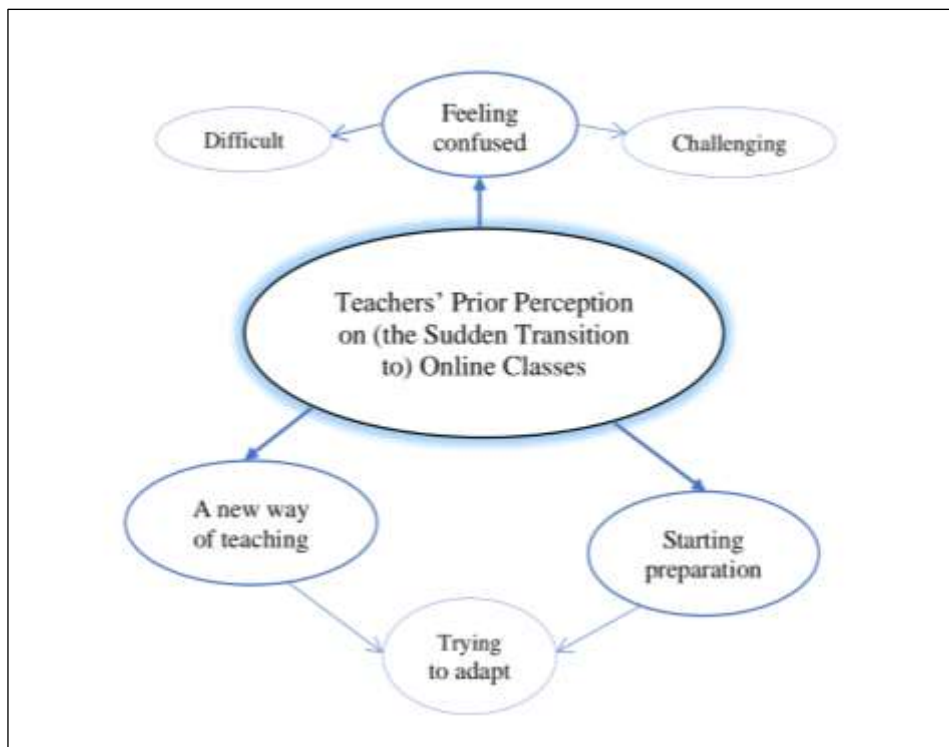 Feeling
confused
Difficult
Challenging
Teachers’ Prior Perception
on (the Sudden Transition
to) Online Classes
A new way
of teaching
Starting
preparation
Trying
to adapt